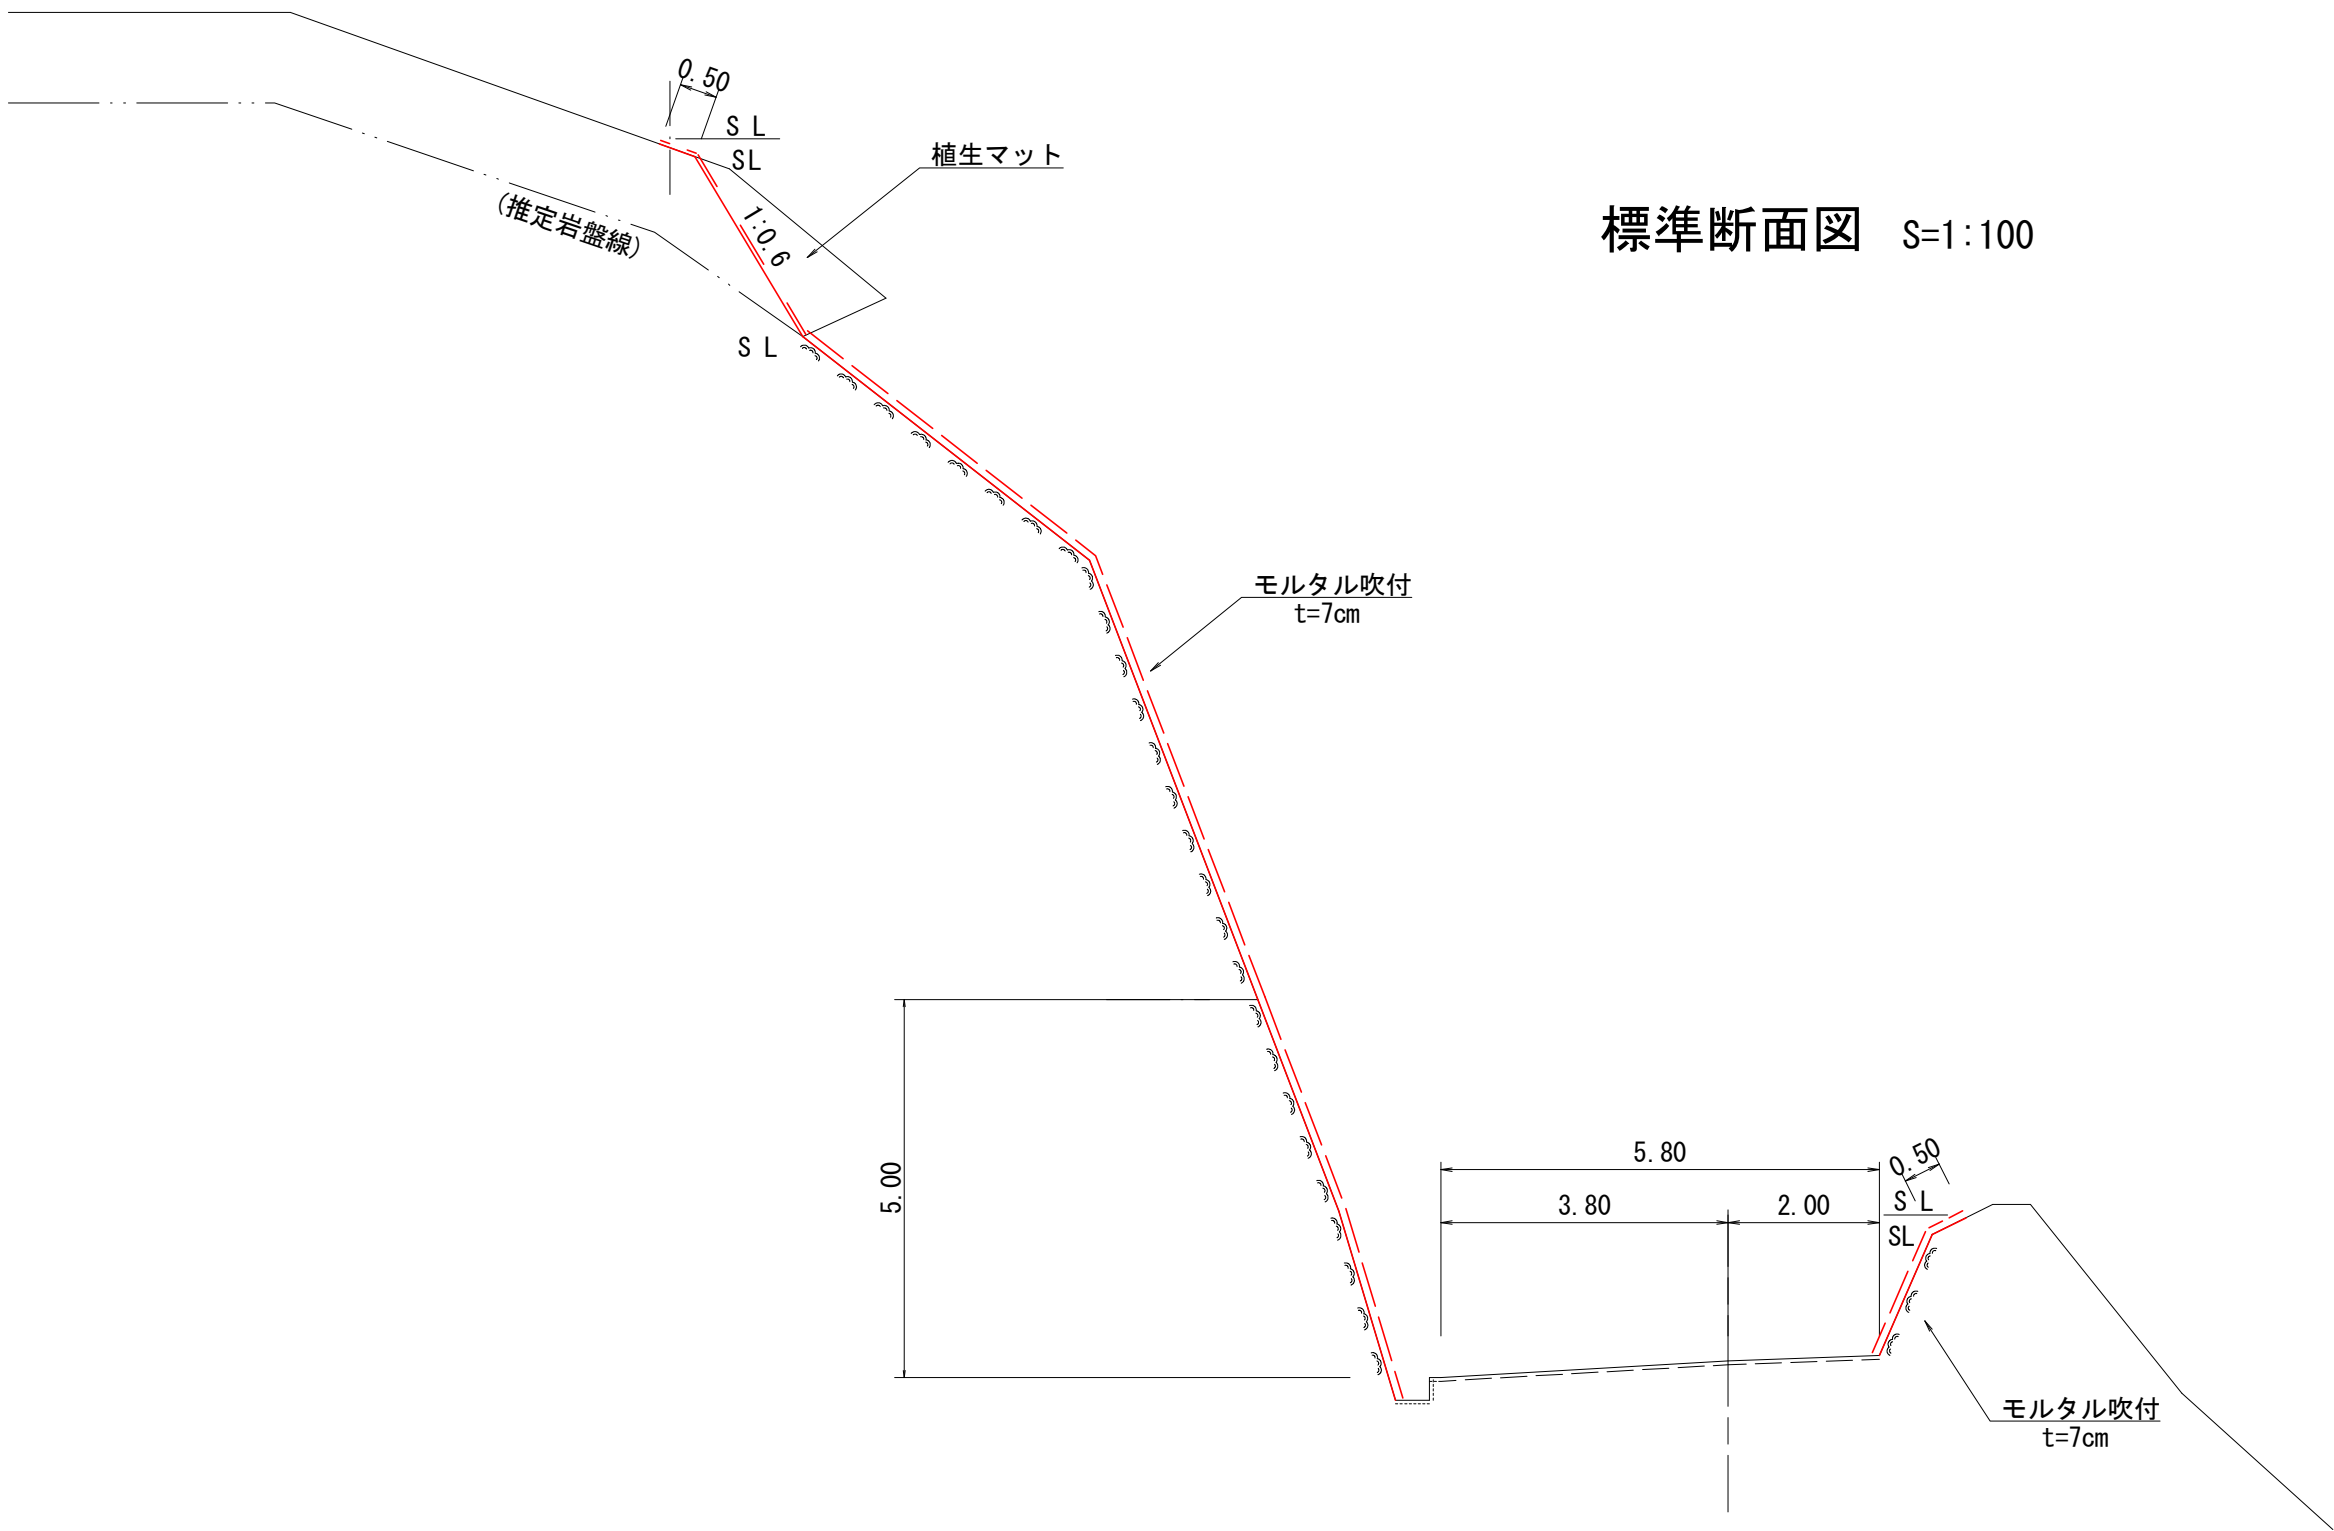 0.50
S L
SL
植生マット
標準断面図 S=1:100
(推定岩盤線)
1:0.6
S L
モルタル吹付
t=7cm
5.00
5.80
3.80
2.00
0.50
S L
SL
モルタル吹付
t=7cm